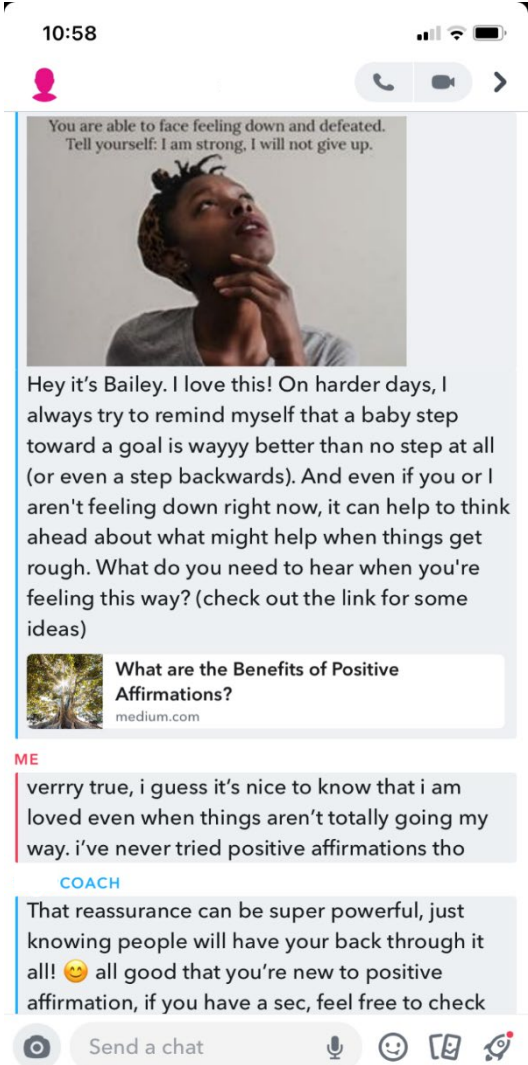 10:58
You are able to face feeling down and defeated.
Tell yourself: I am strong, I will not give up.
Hey it's Bailey. I love this! On harder days, I
always try to remind myself that a baby step
toward a goal is wayyy better than no step at all
(or even a step backwards). And even if you or I
aren't feeling down right now, it can help to think
ahead about what might help when things get
rough. What do you need to hear when you're
feeling this way? (check out the link for some
ideas)
What are the Benefits of Positive
Affirmations?
medium.com
ME
verrry true, i guess it's nice to know that i am
loved even when things aren't totally going my
way. i've never tried positive affirmations tho
COACH
That reassurance can be super powerful, just
knowing people will have your back through it
all! 😊 all good that you're new to positive
affirmation, if you have a sec, feel free to check
Send a chat